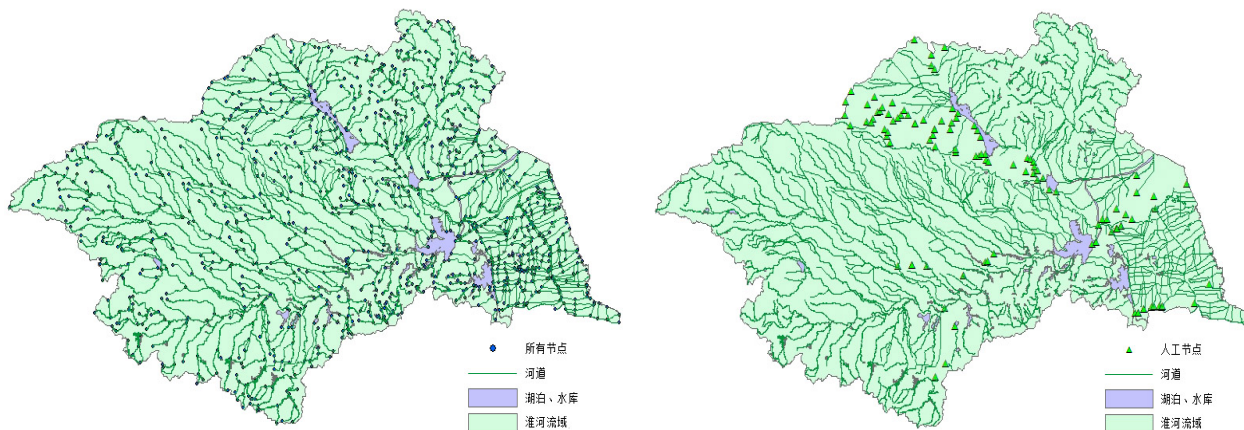 所有节点
河道
湖泊、水库
淮河流域
人工节点
河道
湖泊、水库
淮河流域